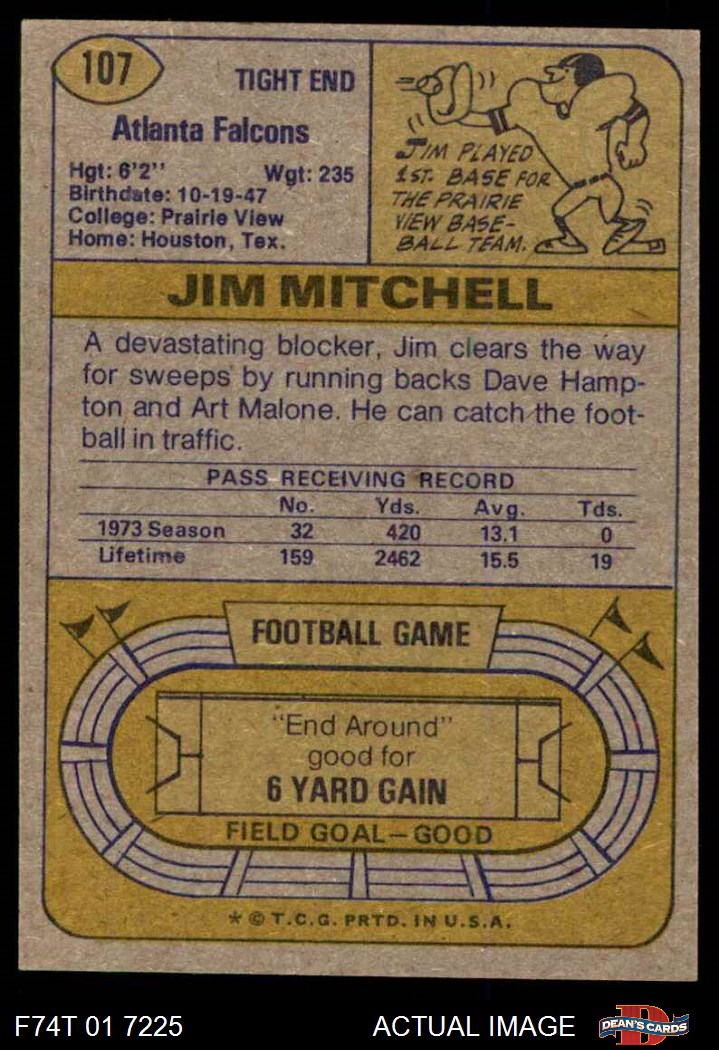 107
TIGHT END
Atlanta Falcons
Hgt: 6'2" Wgt: 235
Birthdate: 10-19-47
College: Prairie View
Home: Houston, Tex.
JIM PLAYED
1ST. BASE FOR
THE PRAIRIE
VIEW BASE-
BALL TEAM.
JIM MITCHELL
A devastating blocker, Jim clears the way
for sweeps by running backs Dave Hamp-
ton and Art Malone. He can catch the foot-
ball in traffic.
PASS RECEIVING RECORD
No. Yds. Avg. Tds.
1973 Season 32 420 13.1 0
Lifetime 159 2462 15.5 19
FOOTBALL GAME
"End Around"
good for
6 YARD GAIN
FIELD GOAL—GOOD
* © T.C.G. PRTD. IN U.S.A.
F74T 01 7225 ACTUAL IMAGE DEAN'S CARDS